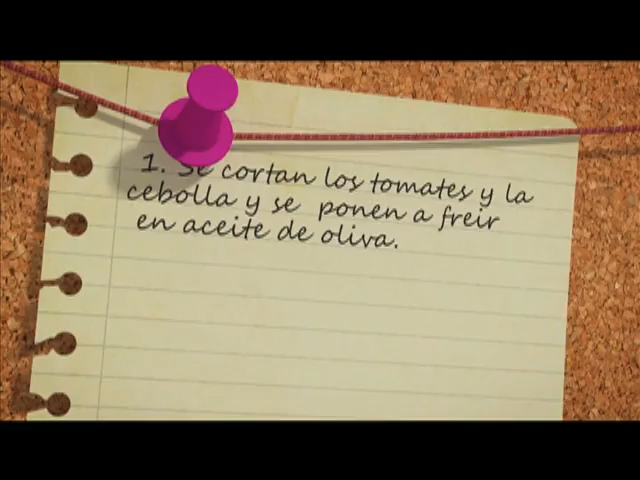 1. Se cortan los tomates y la
cebolla y se ponen a freir
en aceite de oliva.